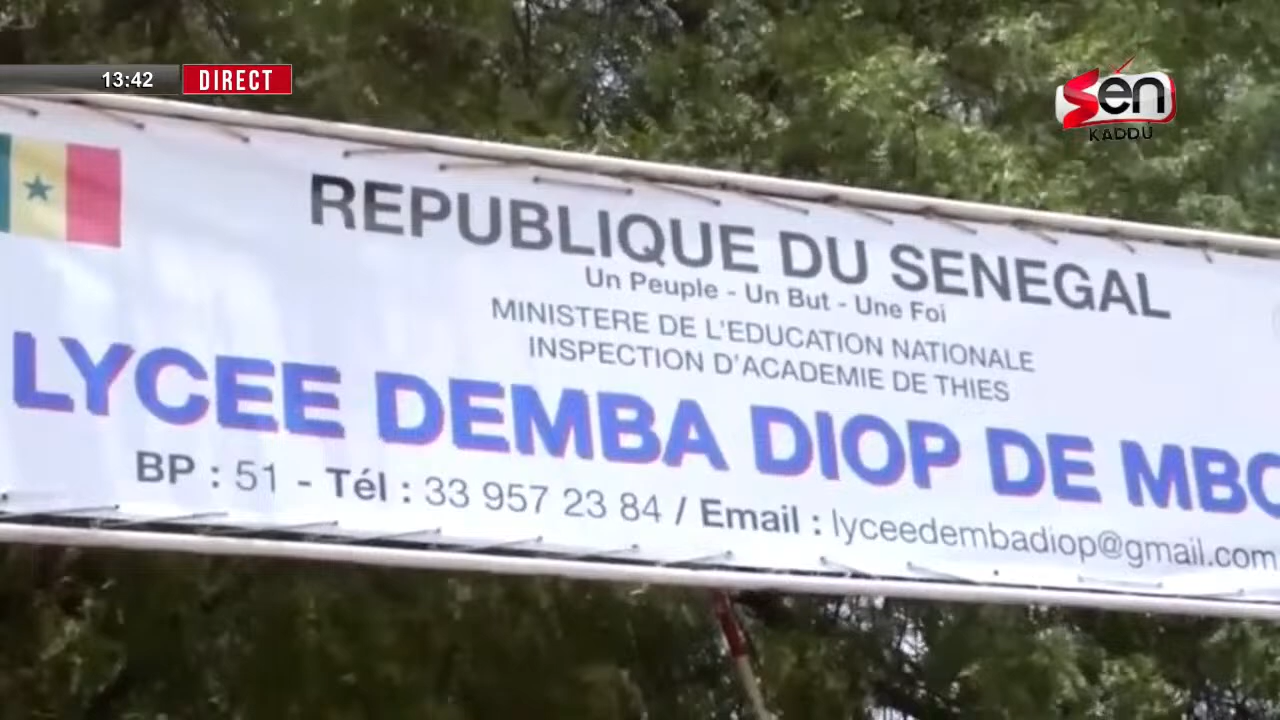 13:42 DIRECT
Sen
KADDU
REPUBLIQUE DU SENEGAL
Un Peuple - Un But - Une Foi
MINISTERE DE L'EDUCATION NATIONALE
INSPECTION D'ACADEMIE DE THIES
LYCEE DEMBA DIOP DE
BP : 51 - Tél : 33 957 23 84 / Email : lyceedembadiop@gmail.com